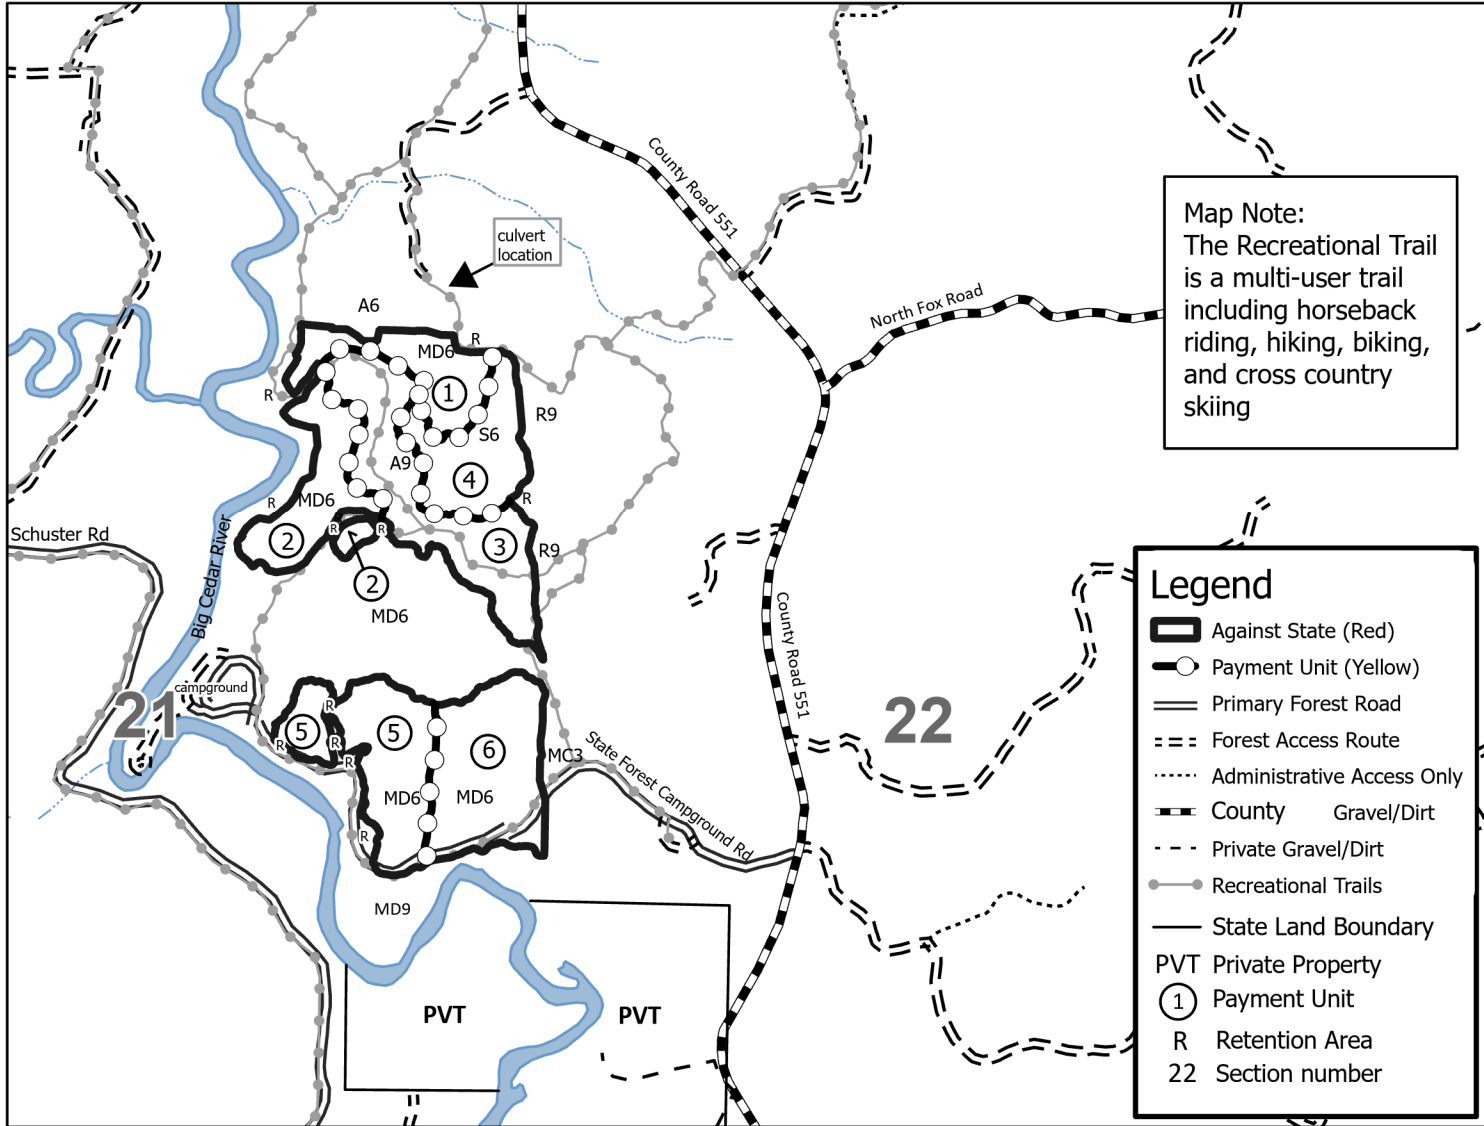 County Road 551
culvert
location
Map Note:
The Recreational Trail
is a multi-user trail
including horseback
riding, hiking, biking,
and cross country
skiing
North Fox Road
A6
R
MD6
1
R
R9
S6
A9
4
R
MD6
R
Schuster Rd
2
R
R
3
R9
Big Cedar River
2
MD6
County Road 551
campground
21
22
R
5
5
R
R
R
6
MC3
State Forest Campground Rd
MD6
MD6
R
MD9
PVT
PVT
Legend
Against State (Red)
Payment Unit (Yellow)
Primary Forest Road
Forest Access Route
Administrative Access Only
County Gravel/Dirt
Private Gravel/Dirt
Recreational Trails
State Land Boundary
PVT Private Property
1 Payment Unit
R Retention Area
22 Section number